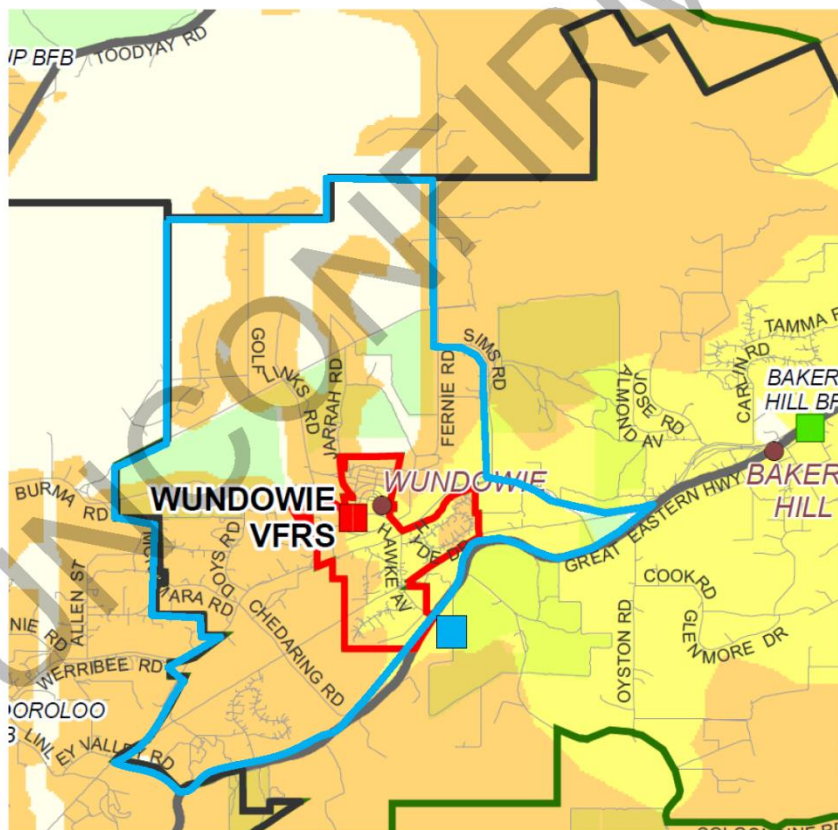 UNCONFIRM
UP BFB
TOODYAY RD
GOLF
LINKS RD
JARRAH RD
FERNIE RD
SIMS RD
JOSE RD
ALMOND AV
CARLIN RD
TAMMA R
BAKER
HILL BF
WUNDOWIE
BAKER
HILL
GREAT EASTERN HWY
WUNDOWIE
VFRS
BURMA RD
DOYS RD
HAWKE AV
ARA RD
ALLEN ST
NIE RD
WERRIBEE RD
CHEDARING RD
COOK RD
GLENMORE DR
OYSTON RD
OROLOO
B
LINLEY VALLEY RD